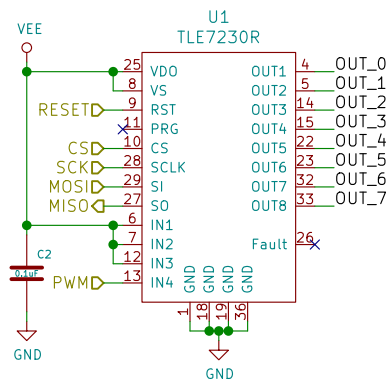 U1
TLE7230R
VEE
25 VDO OUT1 4 OUT_0
8 VS OUT2 5 OUT_1
RESET 9 RST OUT3 14 OUT_2
11 PRG OUT4 15 OUT_3
CS 10 CS OUT5 22 OUT_4
SCK 28 SCLK OUT6 23 OUT_5
MOSI 29 SI OUT7 32 OUT_6
MISO 27 SO OUT8 33 OUT_7
6 IN1
7 IN2 Fault 26
12 IN3
PWM 13 IN4
C2
0.1uF
GND
GND GND GND GND
1 18 19 36
GND